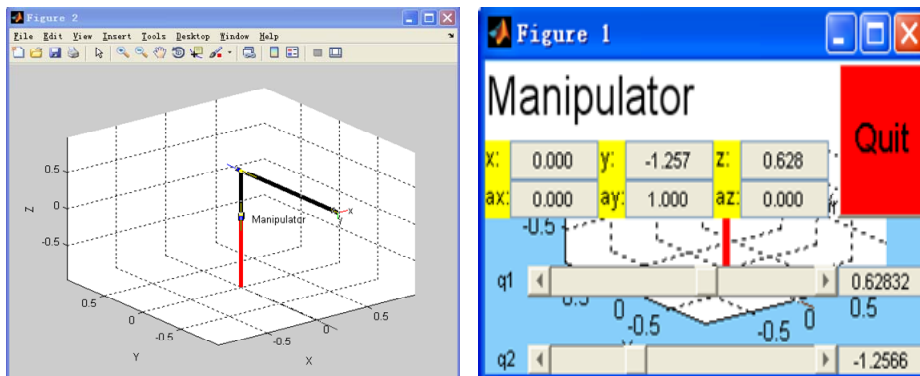 Figure 2
File Edit View Insert Tools Desktop Window Help
0.5
0
-0.5
Z
Manipulator
x
0.5
0
-0.5
Y
-0.5
0
0.5
X
Figure 1
Manipulator
Quit
x: 0.000 y: -1.257 z: 0.628
ax: 0.000 ay: 1.000 az: 0.000
-0.5
q1 0.62832
0.5 0 -0.5 -0.5 0 0.5
q2 -1.2566